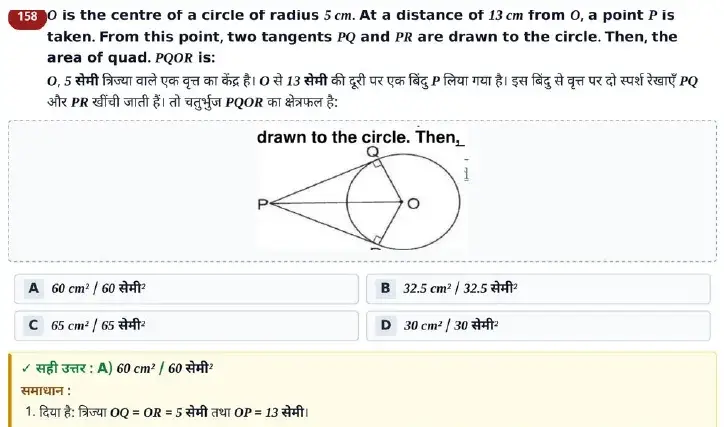 158 O is the centre of a circle of radius 5 cm. At a distance of 13 cm from O, a point P is
taken. From this point, two tangents PQ and PR are drawn to the circle. Then, the
area of quad. PQOR is:
O, 5 सेमी त्रिज्या वाले एक वृत्त का केंद्र है। O से 13 सेमी की दूरी पर एक बिंदु P लिया गया है। इस बिंदु से वृत्त पर दो स्पर्श रेखाएँ PQ
और PR खींची जाती हैं। तो चतुर्भुज PQOR का क्षेत्रफल है:
drawn to the circle. Then,
Q
P
O
A 60 cm² / 60 सेमी²
B 32.5 cm² / 32.5 सेमी²
C 65 cm² / 65 सेमी²
D 30 cm² / 30 सेमी²
✓ सही उत्तर : A) 60 cm² / 60 सेमी²
समाधान :
1. दिया है: त्रिज्या OQ = OR = 5 सेमी तथा OP = 13 सेमी।